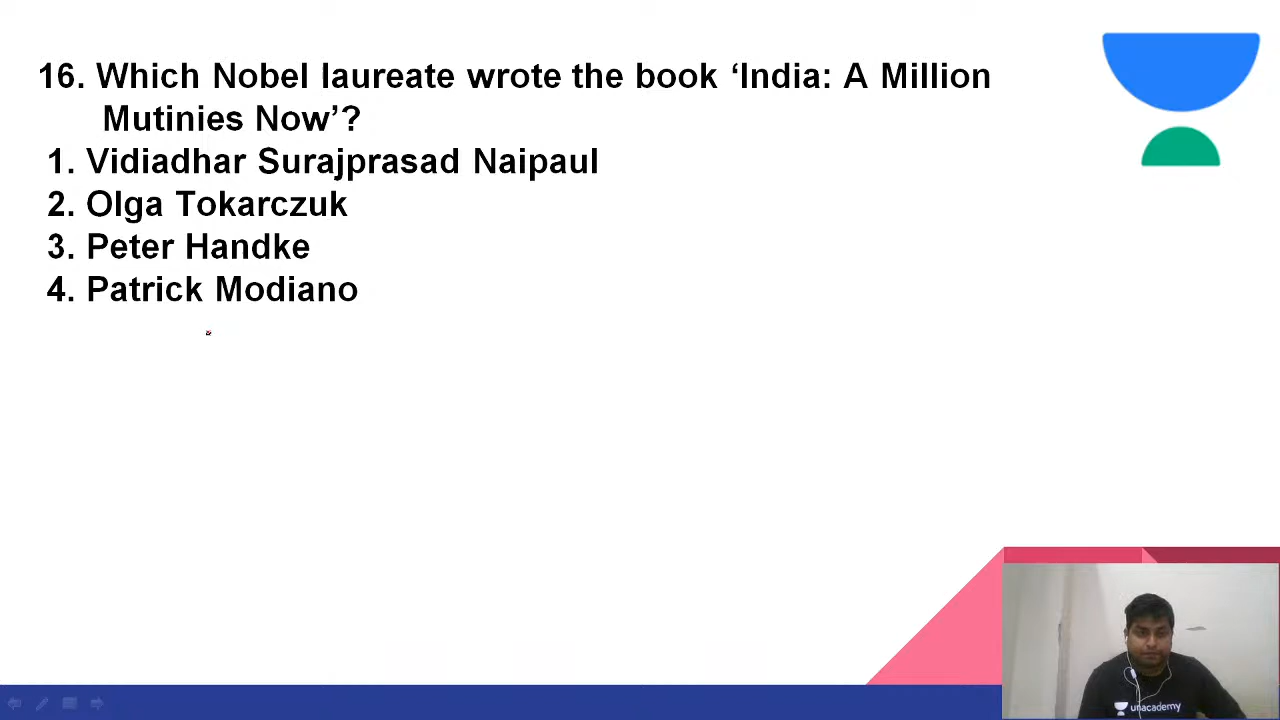 16. Which Nobel laureate wrote the book ‘India: A Million
Mutinies Now’?
1. Vidiadhar Surajprasad Naipaul
2. Olga Tokarczuk
3. Peter Handke
4. Patrick Modiano
unacademy